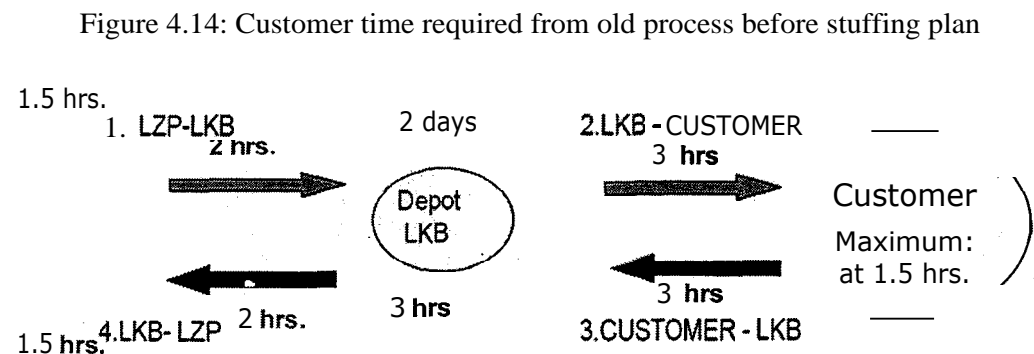 Figure 4.14: Customer time required from old process before stuffing plan
1.5 hrs.
1. LZP-LKB
2 hrs.
2 days
2.LKB - CUSTOMER
3 hrs
Depot
LKB
Customer
Maximum:
at 1.5 hrs.
2 hrs.
3 hrs
3 hrs
4.LKB- LZP
3.CUSTOMER - LKB
1.5 hrs.